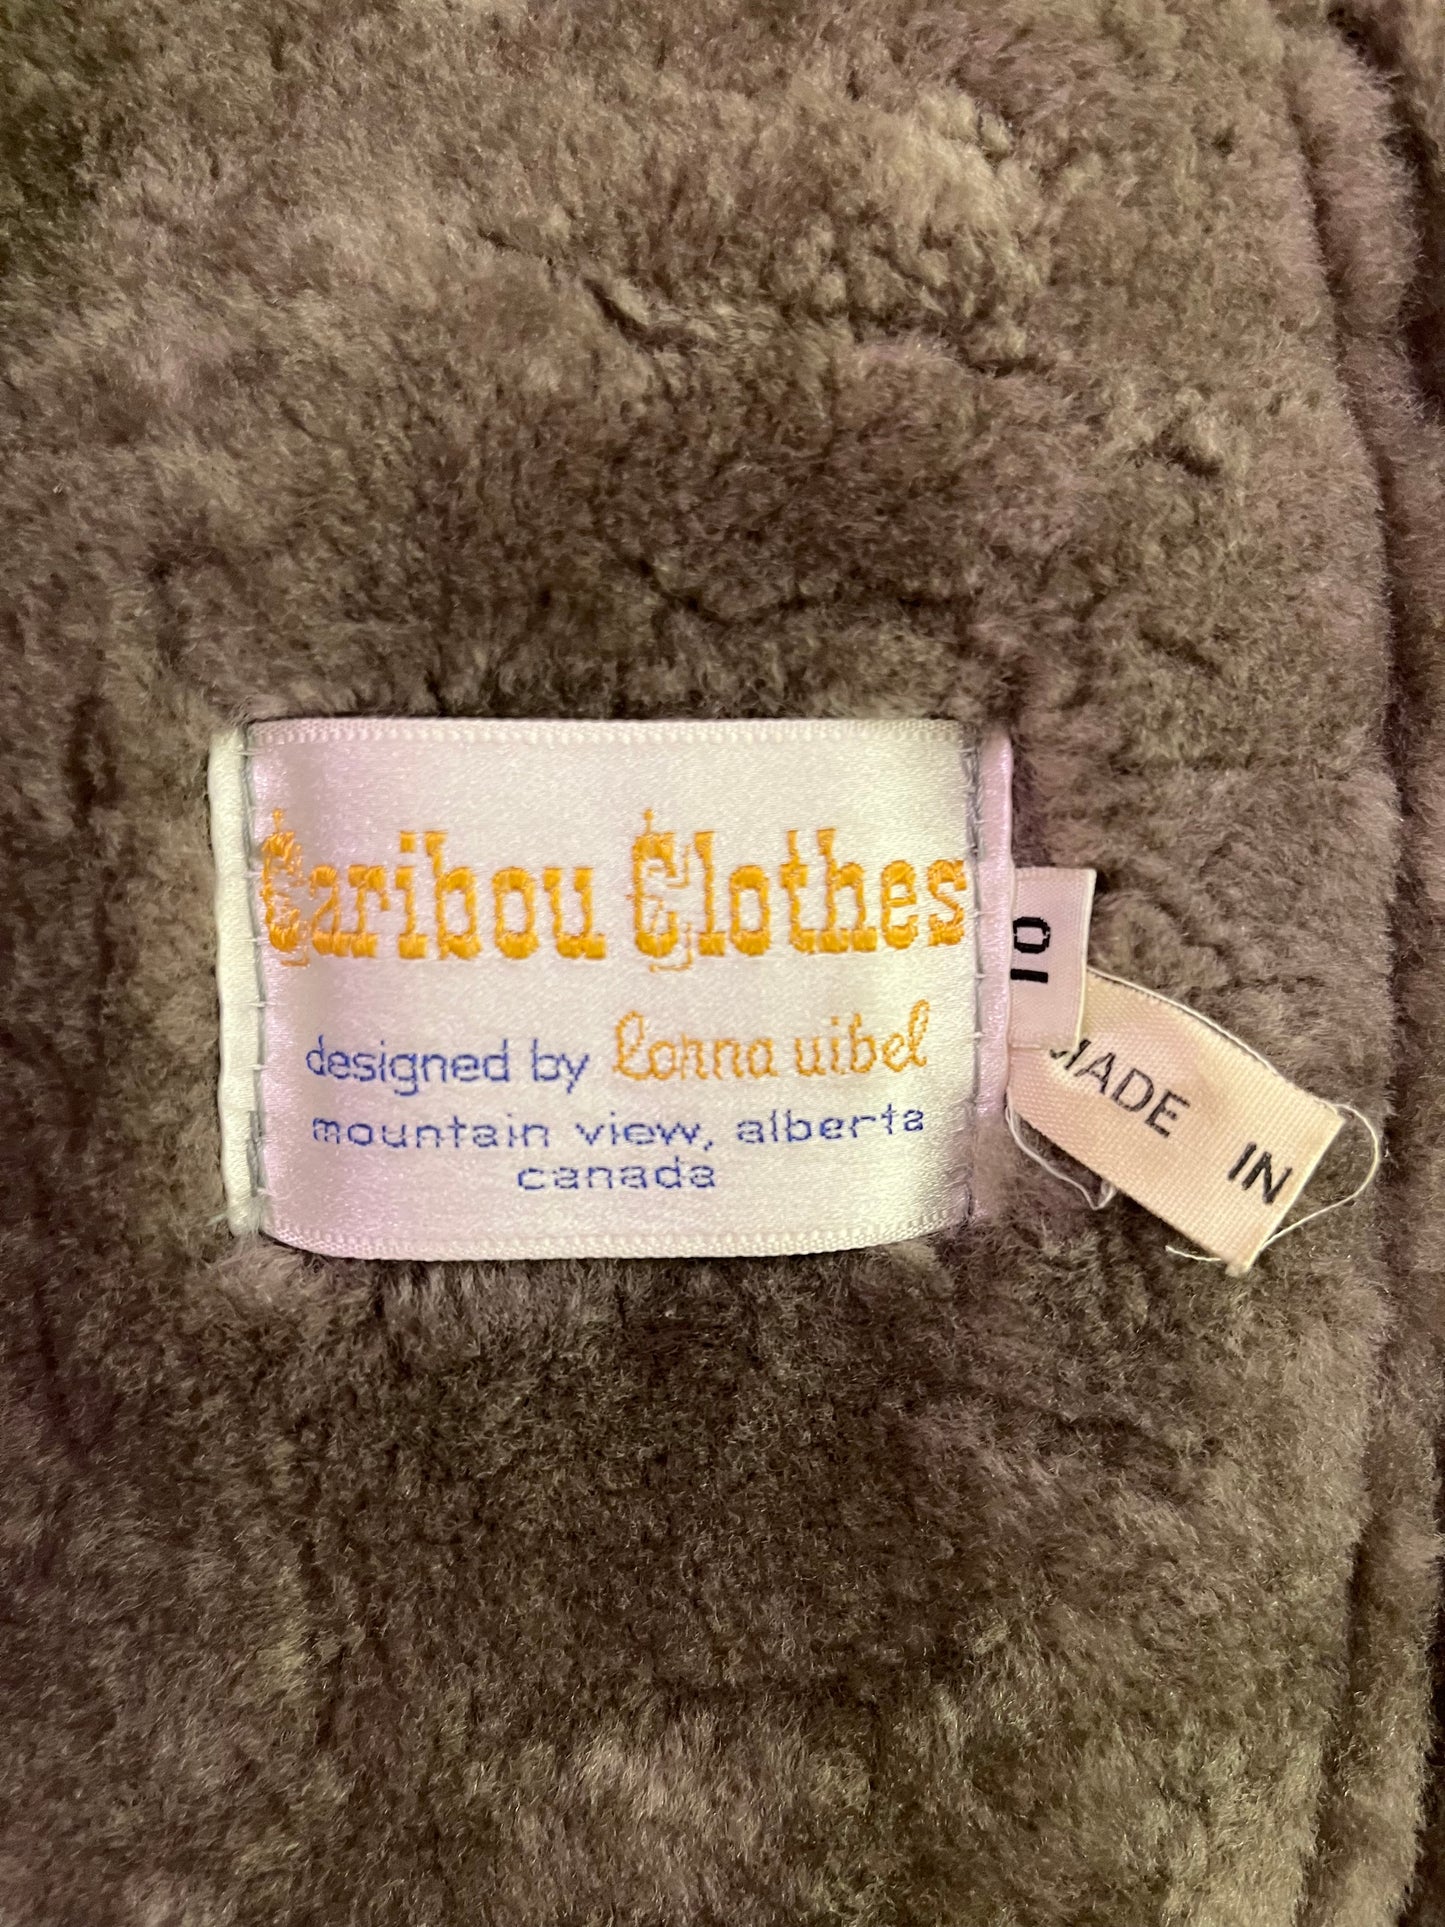 Caribou Clothes
designed by lorna uibel
mountain view, alberta
canada
10
MADE IN